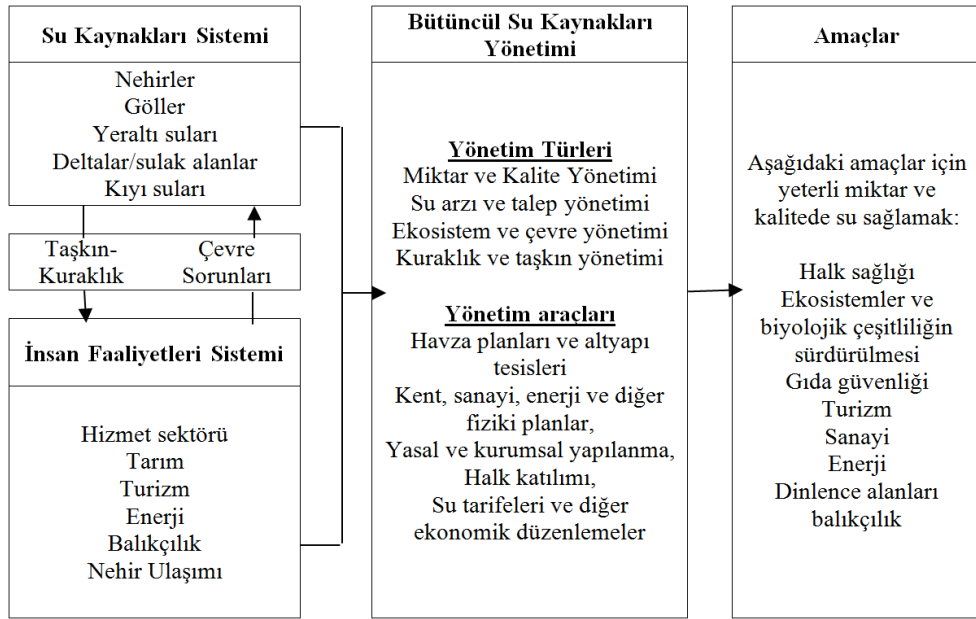 Su Kaynakları Sistemi
Nehirler
Göller
Yeraltı suları
Deltalar/sulak alanlar
Kıyı suları
Taşkın-
Kuraklık
Çevre
Sorunları
İnsan Faaliyetleri Sistemi
Hizmet sektörü
Tarım
Turizm
Enerji
Balıkçılık
Nehir Ulaşımı
Bütüncül Su Kaynakları
Yönetimi
Yönetim Türleri
Miktar ve Kalite Yönetimi
Su arzı ve talep yönetimi
Ekosistem ve çevre yönetimi
Kuraklık ve taşkın yönetimi
Yönetim araçları
Havza planları ve altyapı
tesisleri
Kent, sanayi, enerji ve diğer
fiziki planlar,
Yasal ve kurumsal yapılanma,
Halk katılımı,
Su tarifeleri ve diğer
ekonomik düzenlemeler
Amaçlar
Aşağıdaki amaçlar için
yeterli miktar ve
kalitede su sağlamak:
Halk sağlığı
Ekosistemler ve
biyolojik çeşitliliğin
sürdürülmesi
Gıda güvenliği
Turizm
Sanayi
Enerji
Dinlence alanları
balıkçılık